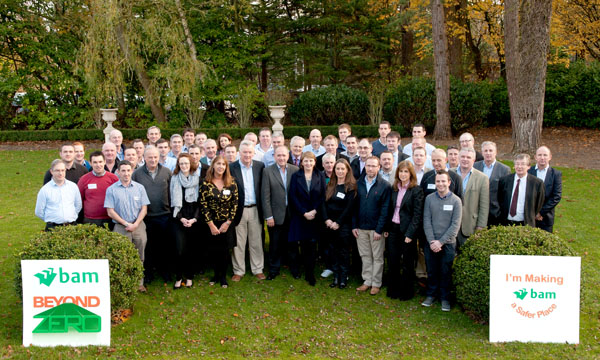 bam
BEYOND
ZERO
I'm Making
bam
a Safer Place